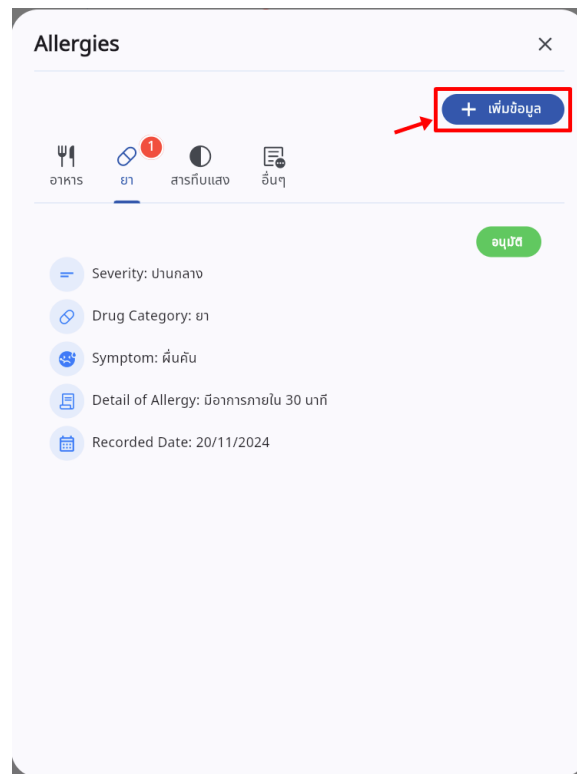 Allergies
เพิ่มข้อมูล
1
อาหาร ยา สารทึบแสง อื่นๆ
อนุมัติ
Severity: ปานกลาง
Drug Category: ยา
Symptom: ผื่นคัน
Detail of Allergy: มีอาการภายใน 30 นาที
Recorded Date: 20/11/2024